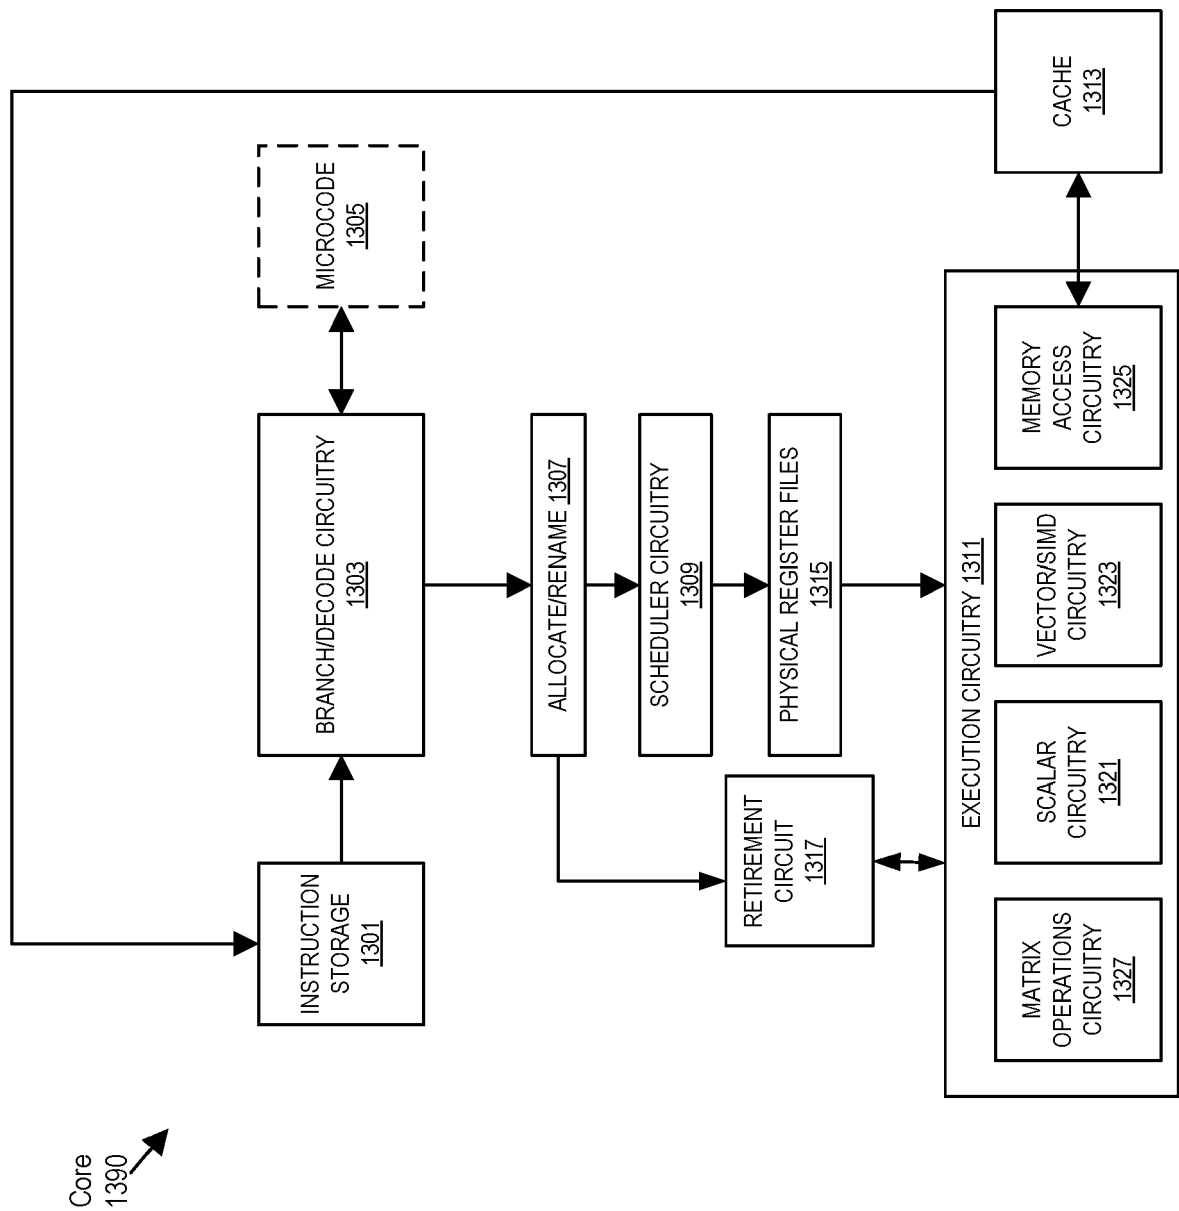 Core
1390
INSTRUCTION
STORAGE
1301
BRANCH/DECODE CIRCUITRY
1303
MICROCODE
1305
ALLOCATE/RENAME 1307
SCHEDULER CIRCUITRY
1309
PHYSICAL REGISTER FILES
1315
RETIREMENT
CIRCUIT
1317
EXECUTION CIRCUITRY 1311
MATRIX
OPERATIONS
CIRCUITRY
1327
SCALAR
CIRCUITRY
1321
VECTOR/SIMD
CIRCUITRY
1323
MEMORY
ACCESS
CIRCUITRY
1325
CACHE
1313